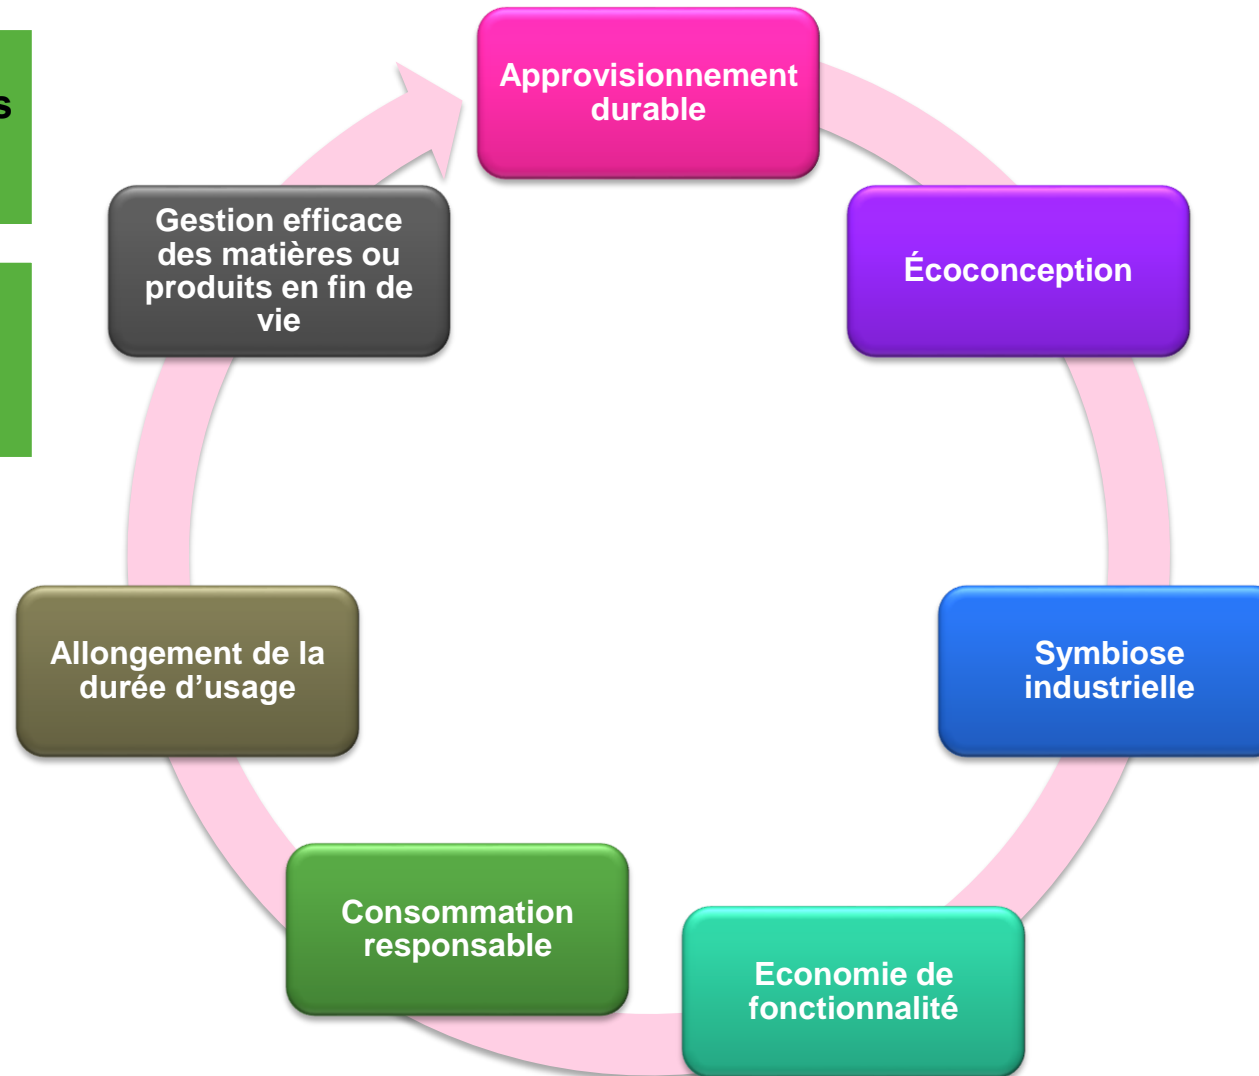 s
Approvisionnement
durable
Écoconception
Symbiose
industrielle
Economie de
fonctionnalité
Consommation
responsable
Allongement de la
durée d’usage
Gestion efficace
des matières ou
produits en fin de
vie